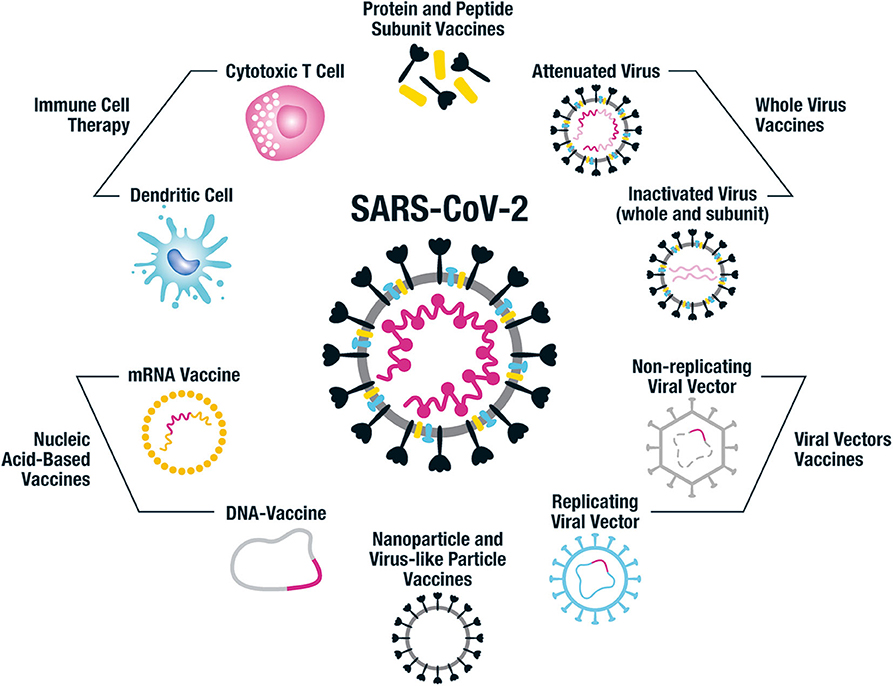 Protein and Peptide
Subunit Vaccines
Cytotoxic T Cell
Attenuated Virus
Immune Cell
Therapy
Whole Virus
Vaccines
Dendritic Cell
Inactivated Virus
(whole and subunit)
SARS-CoV-2
mRNA Vaccine
Non-replicating
Viral Vector
Nucleic
Acid-Based
Vaccines
Viral Vectors
Vaccines
DNA-Vaccine
Replicating
Viral Vector
Nanoparticle and
Virus-like Particle
Vaccines